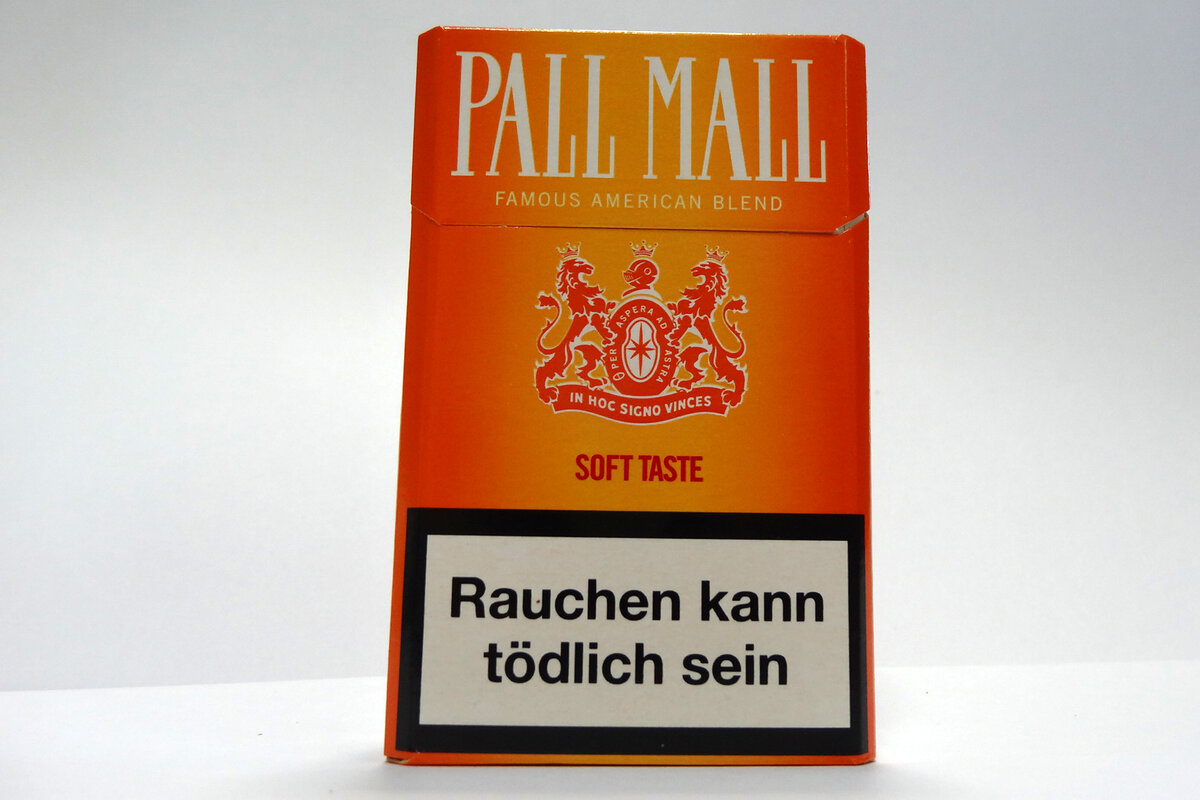 PALL MALL
FAMOUS AMERICAN BLEND
PER ASPERA AD ASTRA
IN HOC SIGNO VINCES
SOFT TASTE
Rauchen kann
tödlich sein